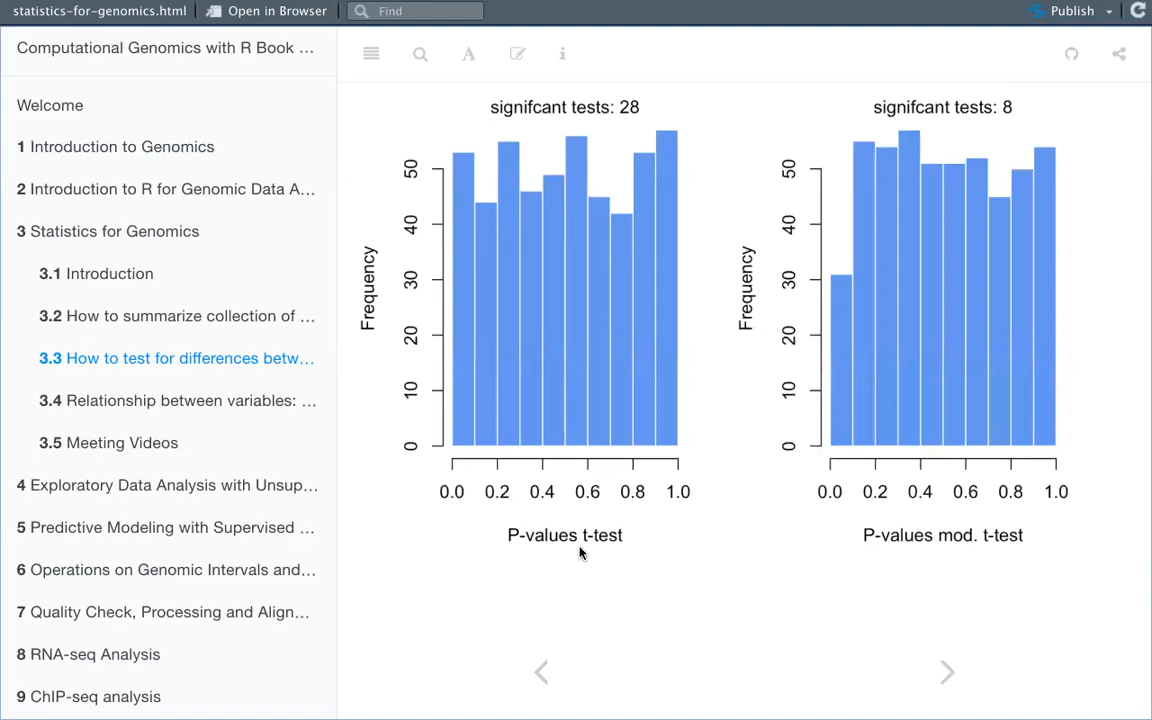 statistics-for-genomics.html
Open in Browser
Find
Publish
Computational Genomics with R Book ...
Welcome
1 Introduction to Genomics
2 Introduction to R for Genomic Data A...
3 Statistics for Genomics
3.1 Introduction
3.2 How to summarize collection of ...
3.3 How to test for differences betw...
3.4 Relationship between variables: ...
3.5 Meeting Videos
4 Exploratory Data Analysis with Unsup...
5 Predictive Modeling with Supervised ...
6 Operations on Genomic Intervals and...
7 Quality Check, Processing and Align...
8 RNA-seq Analysis
9 ChIP-seq analysis
A
i
signifcant tests: 28
Frequency
50
40
30
20
10
0
0.0 0.2 0.4 0.6 0.8 1.0
P-values t-test
signifcant tests: 8
Frequency
50
40
30
20
10
0
0.0 0.2 0.4 0.6 0.8 1.0
P-values mod. t-test